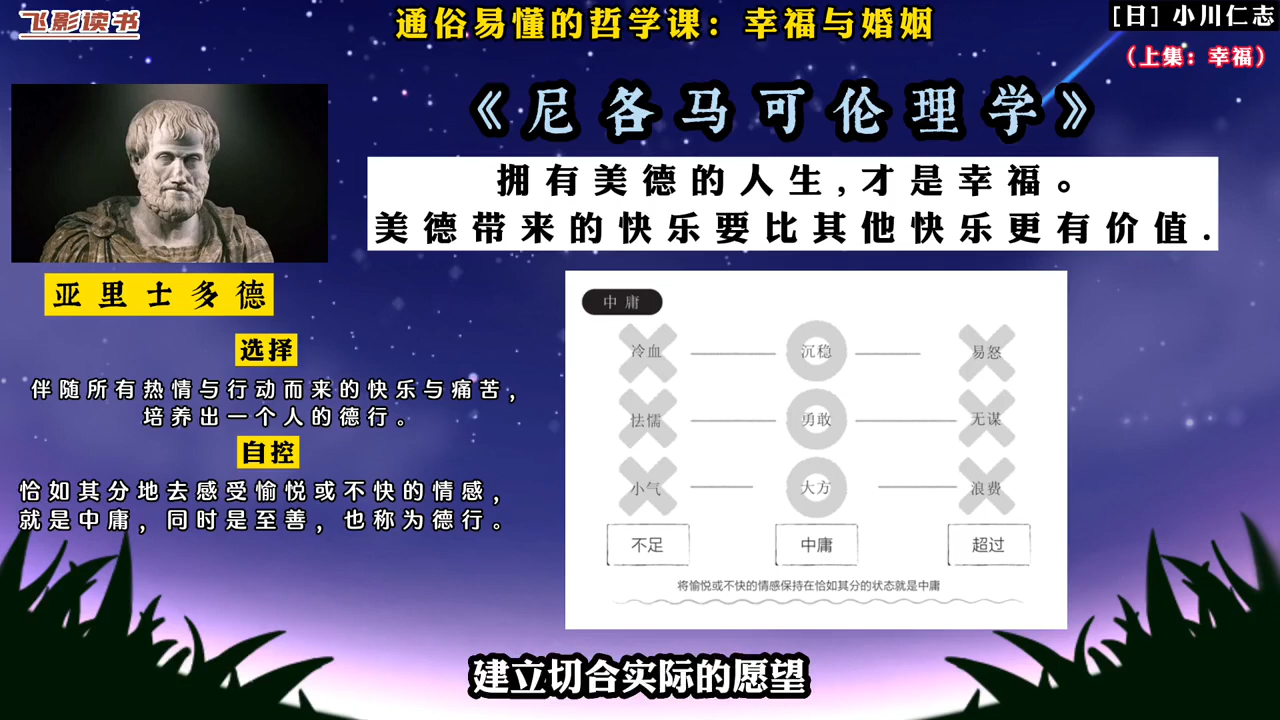 飞影读书
通俗易懂的哲学课：幸福与婚姻
[日] 小川仁志
（上集：幸福）
《尼各马可伦理学》
拥有美德的人生,才是幸福。
美德带来的快乐要比其他快乐更有价值.
亚里士多德
选择
伴随所有热情与行动而来的快乐与痛苦，
培养出一个人的德行。
自控
恰如其分地去感受愉悦或不快的情感，
就是中庸，同时是至善，也称为德行。
中庸
冷血 沉稳 易怒
怯懦 勇敢 无谋
小气 大方 浪费
不足 中庸 超过
将愉悦或不快的情感保持在恰如其分的状态就是中庸
建立切合实际的愿望